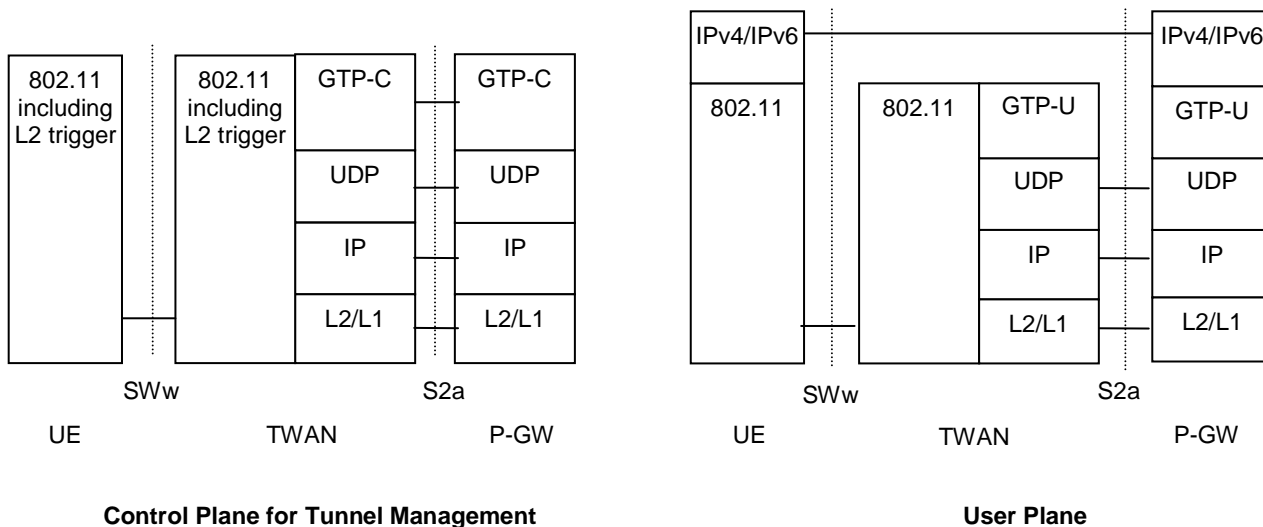 802.11
including
L2 trigger
802.11
including
L2 trigger
GTP-C
UDP
IP
L2/L1
GTP-C
UDP
IP
L2/L1
SWw
S2a
UE
TWAN
P-GW
Control Plane for Tunnel Management
IPv4/IPv6
802.11
802.11
GTP-U
UDP
IP
L2/L1
IPv4/IPv6
GTP-U
UDP
IP
L2/L1
SWw
S2a
UE
TWAN
P-GW
User Plane